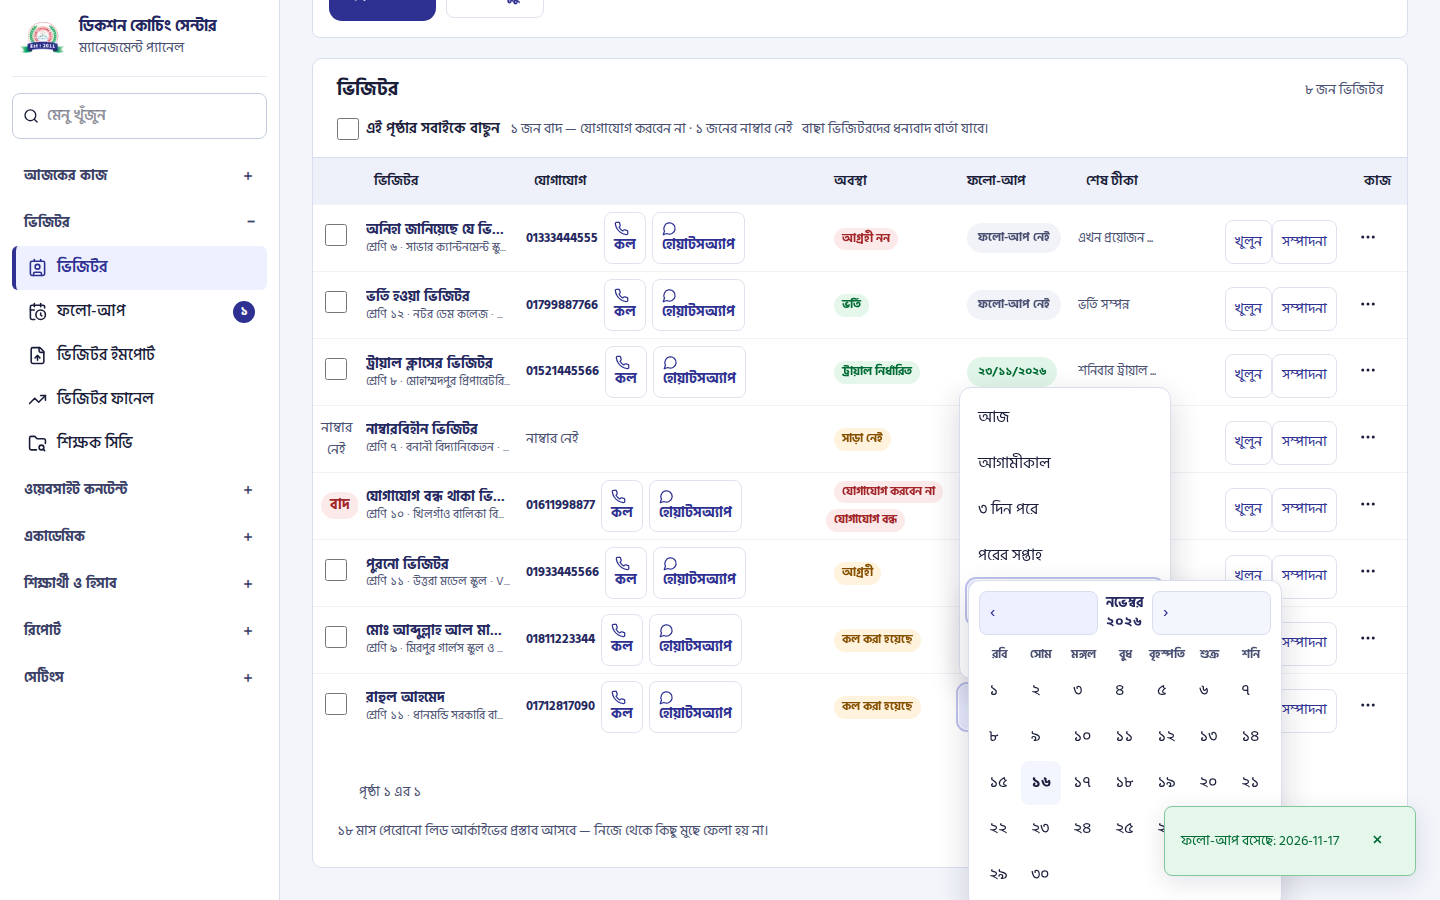 ডিকশন কোচিং সেন্টার
ম্যানেজমেন্ট প্যানেল
Est : 2011
মেনু খুঁজুন
আজকের কাজ +
ভিজিটর −
ভিজিটর
ফলো-আপ ১
ভিজিটর ইমপোর্ট
ভিজিটর ফানেল
শিক্ষক সিভি
ওয়েবসাইট কনটেন্ট +
একাডেমিক +
শিক্ষার্থী ও হিসাব +
রিপোর্ট +
সেটিংস +
ভিজিটর
৮ জন ভিজিটর
এই পৃষ্ঠার সবাইকে বাছুন ১ জন বাদ — যোগাযোগ করবেন না · ১ জনের নাম্বার নেই বাছা ভিজিটরদের ধন্যবাদ বার্তা যাবে।
ভিজিটর যোগাযোগ অবস্থা ফলো-আপ শেষ টীকা কাজ
অনিহা জানিয়েছে যে ভি...
শ্রেণি ৬ · সাভার ক্যান্টনমেন্ট স্কু...
01333444555 কল হোয়াটসঅ্যাপ আগ্রহী নন ফলো-আপ নেই এখন প্রয়োজন ... খুলুন সম্পাদনা ...
ভর্তি হওয়া ভিজিটর
শ্রেণি ১২ · নটর ডেম কলেজ · ...
01799887766 কল হোয়াটসঅ্যাপ ভর্তি ফলো-আপ নেই ভর্তি সম্পন্ন খুলুন সম্পাদনা ...
ট্রায়াল ক্লাসের ভিজিটর
শ্রেণি ৮ · মোহাম্মদপুর প্রিপারেটরি...
01521445566 কল হোয়াটসঅ্যাপ ট্রায়াল নির্ধারিত ২৩/১১/২০২৬ শনিবার ট্রায়াল ... খুলুন সম্পাদনা ...
নাম্বার নেই
নাম্বারবিহীন ভিজিটর
শ্রেণি ৭ · বনানী বিদ্যানিকেতন · ...
নাম্বার নেই সাড়া নেই খুলুন সম্পাদনা ...
বাদ
যোগাযোগ বন্ধ থাকা ভি...
শ্রেণি ১০ · খিলগাঁও বালিকা বি...
01611998877 কল হোয়াটসঅ্যাপ যোগাযোগ করবেন না
যোগাযোগ বন্ধ
খুলুন সম্পাদনা ...
পুরনো ভিজিটর
শ্রেণি ১১ · উত্তরা মডেল স্কুল · V...
01933445566 কল হোয়াটসঅ্যাপ আগ্রহী খুলুন সম্পাদনা ...
মোঃ আব্দুল্লাহ আল মা...
শ্রেণি ৯ · মিরপুর গার্লস স্কুল ও ...
01811223344 কল হোয়াটসঅ্যাপ কল করা হয়েছে সম্পাদনা ...
রাহুল আহমেদ
শ্রেণি ১১ · ধানমন্ডি সরকারি বা...
01712817090 কল হোয়াটসঅ্যাপ কল করা হয়েছে সম্পাদনা ...
আজ
আগামীকাল
৩ দিন পরে
পরের সপ্তাহ
‹ নভেম্বর ২০২৬ ›
রবি সোম মঙ্গল বুধ বৃহস্পতি শুক্র শনি
১ ২ ৩ ৪ ৫ ৬ ৭
৮ ৯ ১০ ১১ ১২ ১৩ ১৪
১৫ ১৬ ১৭ ১৮ ১৯ ২০ ২১
২২ ২৩ ২৪ ২৫
২৯ ৩০
ফলো-আপ বসেছে: 2026-11-17 ×
পৃষ্ঠা ১ এর ১
১৮ মাস পেরোনো লিড আর্কাইভের প্রস্তাব আসবে — নিজে থেকে কিছু মুছে ফেলা হয় না।